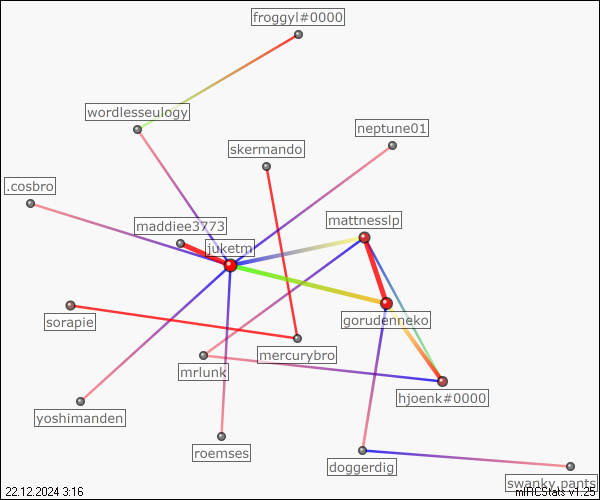 froggyl#0000
wordlesseulogy
neptune01
skermando
.cosbro
maddiee3773
mattnesslp
juketm
sorapie
gorudenneko
mercurybro
mrlunk
hjoenk#0000
yoshimanden
roemses
doggerdig
swanky.pants
22.12.2024 3:16
mIRCStats v1.25